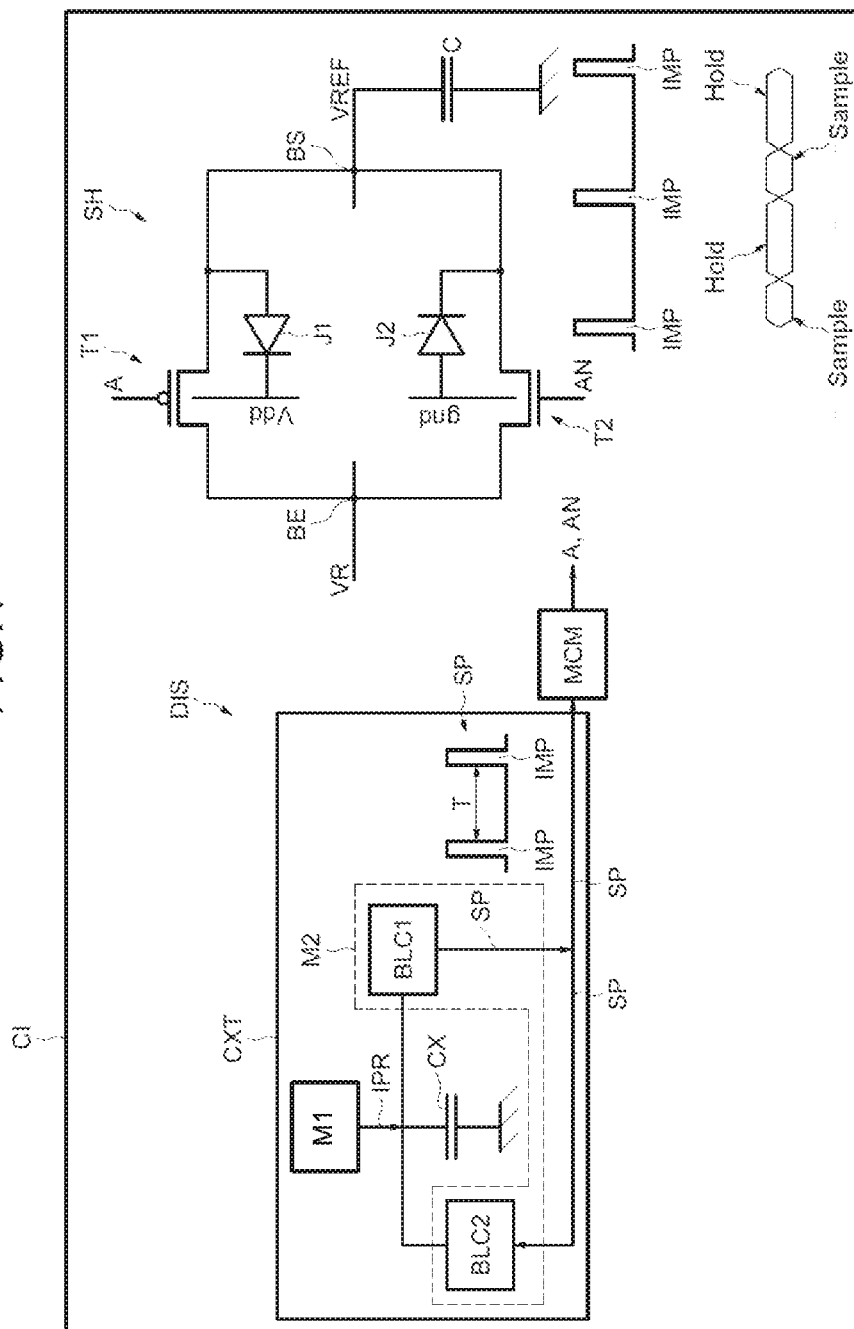 CI
CXT
M1
IPR
CX
BLC2
M2
BLC1
SP
SP
SP
T
IMP
IMP
SP
DIS
MCM
A, AN
SH
T1
A
Vdd
J1
VR
BE
BS
VREF
C
gnd
J2
AN
T2
IMP
IMP
IMP
Hold
Hold
Sample
Sample